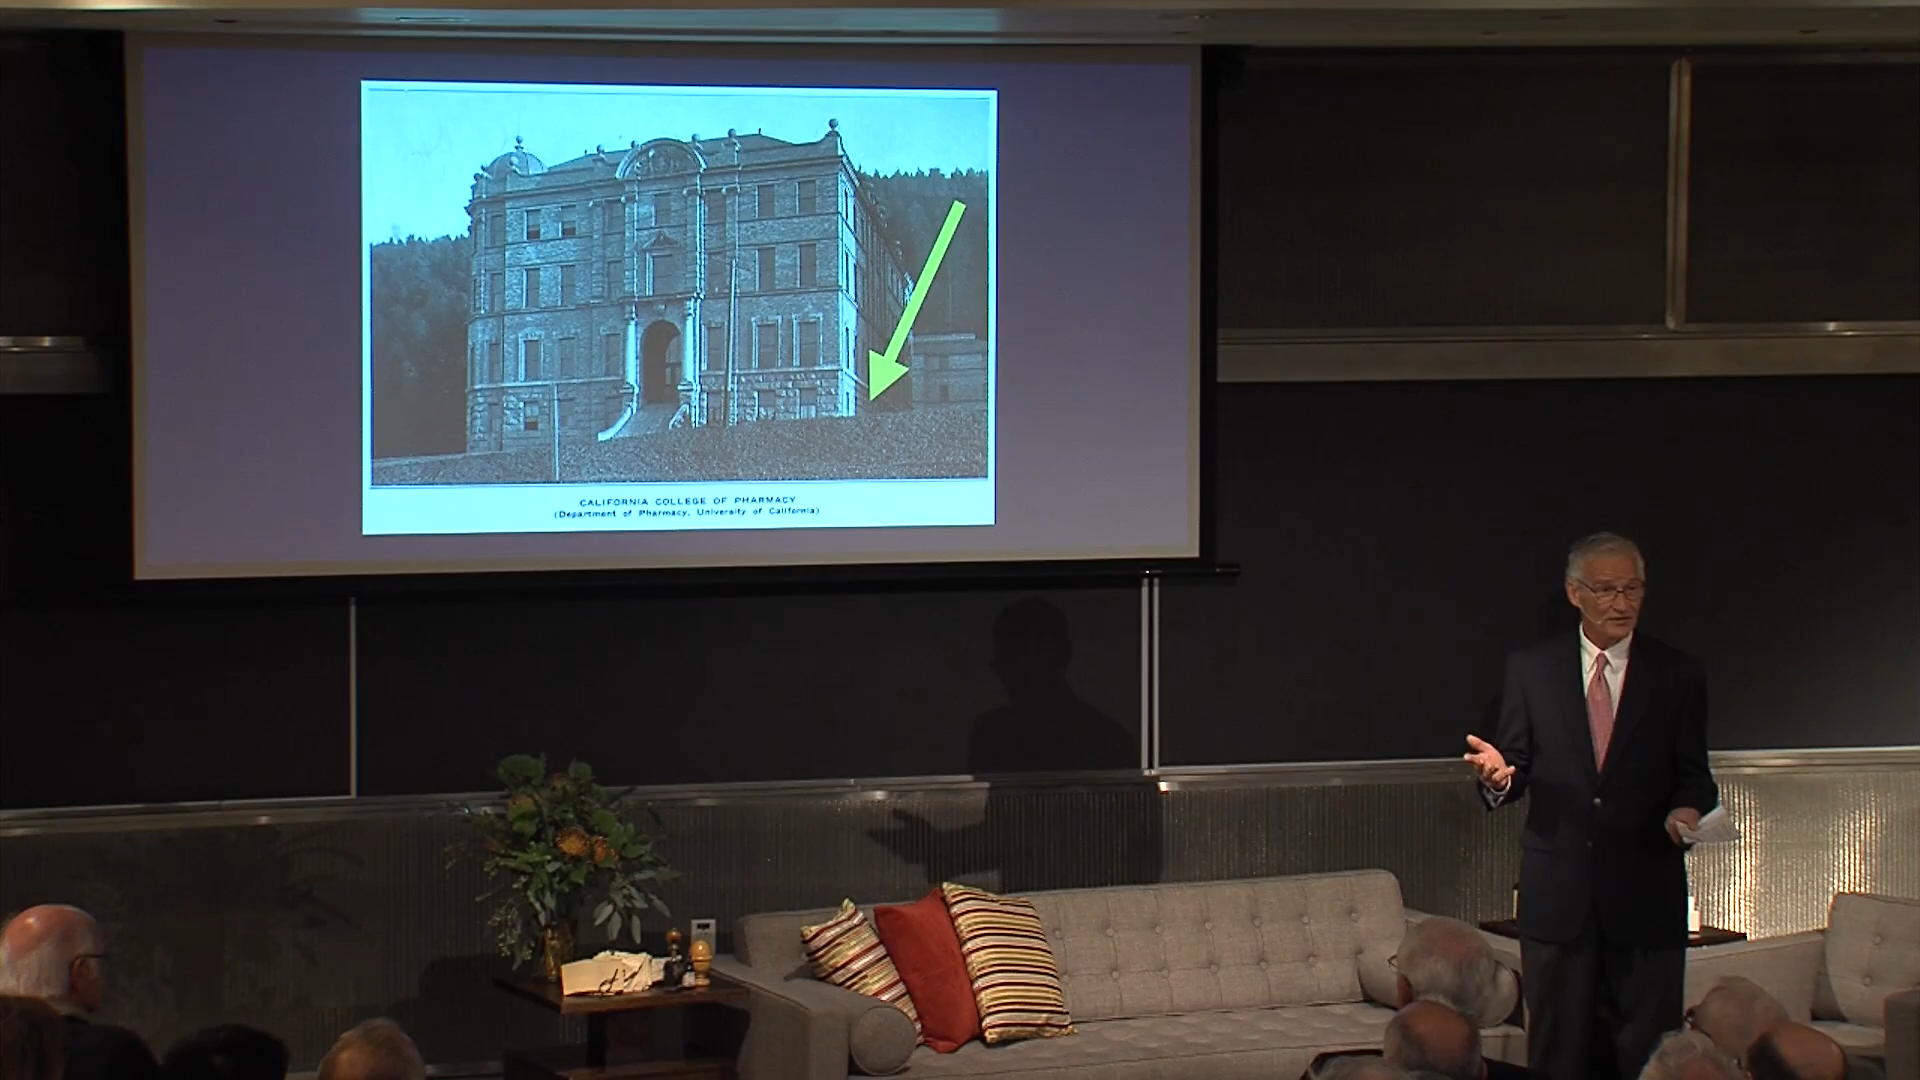 CALIFORNIA COLLEGE OF PHARMACY
(Department of Pharmacy, University of California)